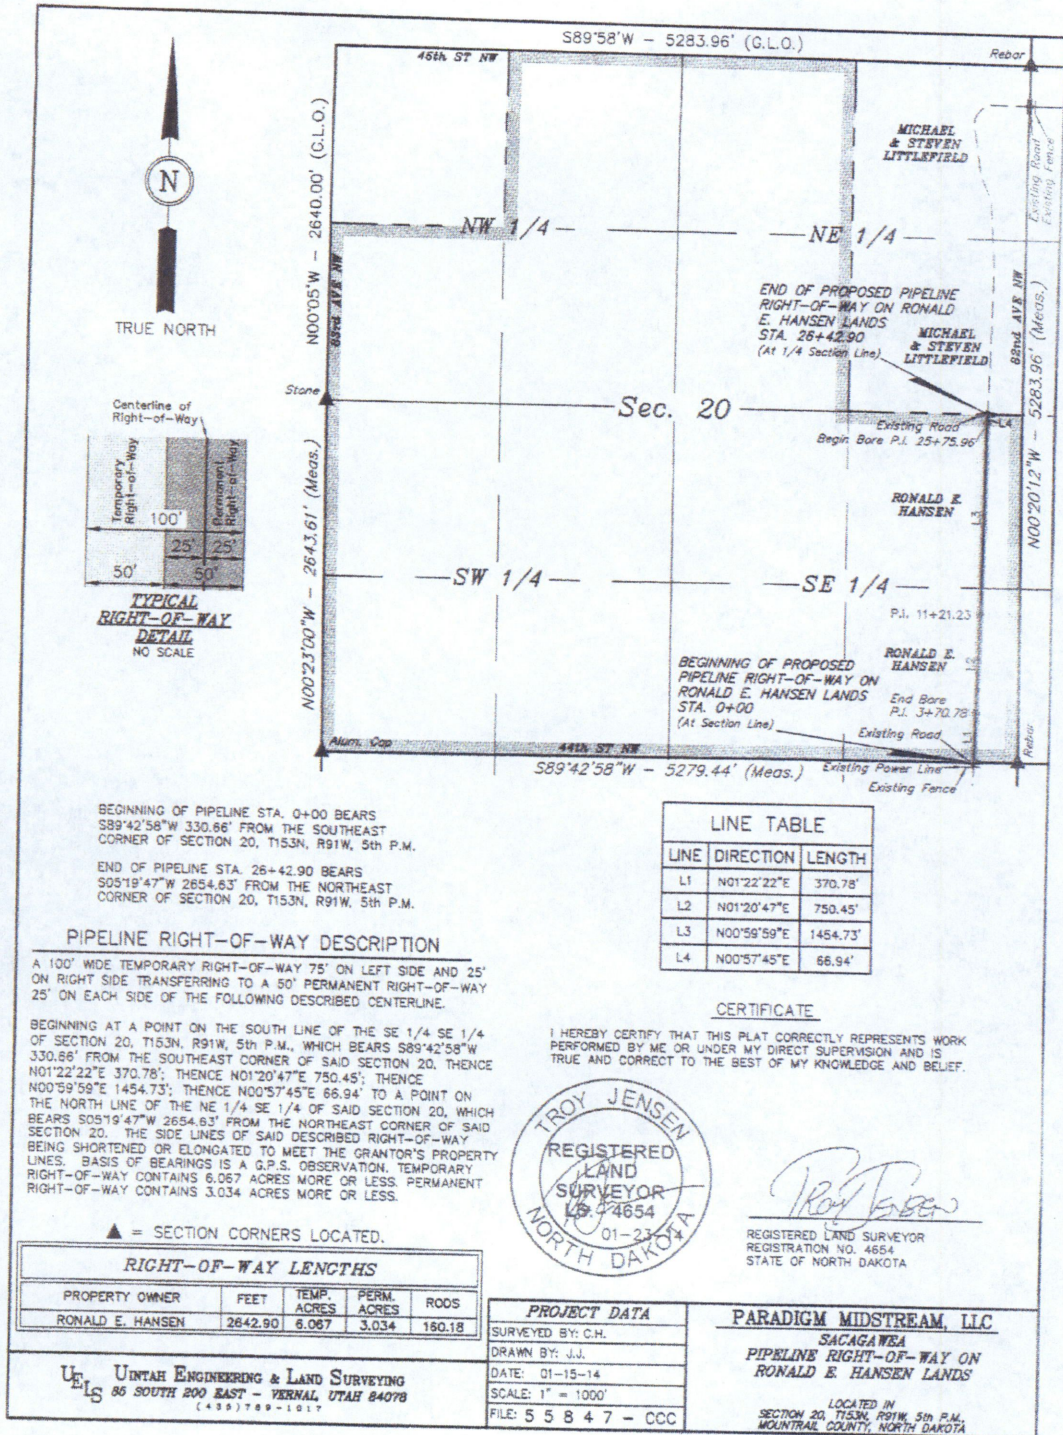 S89°58'W - 5283.96' (G.L.O.)
46th ST NW
Rebar
MICHAEL
& STEVEN
LITTLEFIELD
Existing Road
Existing Fence
N00°05'W - 2640.00' (G.L.O.)
N
TRUE NORTH
NW 1/4
NE 1/4
63rd AVE NW
62nd AVE NW
END OF PROPOSED PIPELINE
RIGHT-OF-WAY ON RONALD
E. HANSEN LANDS
STA. 26+42.90
(At 1/4 Section Line)
MICHAEL
& STEVEN
LITTLEFIELD
N00°20'12"W - 5283.96' (Meas.)
Stone
Sec. 20
Existing Road
Begin Bore P.I. 25+75.96
L4
Centerline of
Right-of-Way
Temporary
Right-of-Way
Permanent
Right-of-Way
100'
25' 25'
50' 50'
TYPICAL
RIGHT-OF-WAY
DETAIL
NO SCALE
N00°23'00"W - 2643.61' (Meas.)
RONALD E.
HANSEN
L3
SW 1/4
SE 1/4
P.I. 11+21.23
RONALD E.
HANSEN
L2
BEGINNING OF PROPOSED
PIPELINE RIGHT-OF-WAY ON
RONALD E. HANSEN LANDS
STA. 0+00
(At Section Line)
End Bore
P.I. 3+70.78
L1
Rebar
Existing Road
Alum. Cap
44th ST NW
S89°42'58"W - 5279.44' (Meas.)
Existing Power Line
Existing Fence
BEGINNING OF PIPELINE STA. 0+00 BEARS
S89°42'58"W 330.66' FROM THE SOUTHEAST
CORNER OF SECTION 20, T153N, R91W, 5th P.M.
END OF PIPELINE STA. 26+42.90 BEARS
S05°19'47"W 2654.63' FROM THE NORTHEAST
CORNER OF SECTION 20, T153N, R91W, 5th P.M.
LINE TABLE
LINE DIRECTION LENGTH
L1 N01°22'22"E 370.78'
L2 N01°20'47"E 750.45'
L3 N00°59'59"E 1454.73'
L4 N00°57'45"E 66.94'
PIPELINE RIGHT-OF-WAY DESCRIPTION
A 100' WIDE TEMPORARY RIGHT-OF-WAY 75' ON LEFT SIDE AND 25'
ON RIGHT SIDE TRANSFERRING TO A 50' PERMANENT RIGHT-OF-WAY
25' ON EACH SIDE OF THE FOLLOWING DESCRIBED CENTERLINE.
BEGINNING AT A POINT ON THE SOUTH LINE OF THE SE 1/4 SE 1/4
OF SECTION 20, T153N, R91W, 5th P.M., WHICH BEARS S89°42'58"W
330.66' FROM THE SOUTHEAST CORNER OF SAID SECTION 20, THENCE
N01°22'22"E 370.78'; THENCE N01°20'47"E 750.45'; THENCE
N00°59'59"E 1454.73'; THENCE N00°57'45"E 66.94' TO A POINT ON
THE NORTH LINE OF THE NE 1/4 SE 1/4 OF SAID SECTION 20, WHICH
BEARS S05°19'47"W 2654.63' FROM THE NORTHEAST CORNER OF SAID
SECTION 20. THE SIDE LINES OF SAID DESCRIBED RIGHT-OF-WAY
BEING SHORTENED OR ELONGATED TO MEET THE GRANTOR'S PROPERTY
LINES. BASIS OF BEARINGS IS A G.P.S. OBSERVATION. TEMPORARY
RIGHT-OF-WAY CONTAINS 6.067 ACRES MORE OR LESS. PERMANENT
RIGHT-OF-WAY CONTAINS 3.034 ACRES MORE OR LESS.
CERTIFICATE
I HEREBY CERTIFY THAT THIS PLAT CORRECTLY REPRESENTS WORK
PERFORMED BY ME OR UNDER MY DIRECT SUPERVISION AND IS
TRUE AND CORRECT TO THE BEST OF MY KNOWLEDGE AND BELIEF.
TROY JENSEN
REGISTERED
LAND
SURVEYOR
LS- 4654
01-23-14
NORTH DAKOTA
Troy Jensen
REGISTERED LAND SURVEYOR
REGISTRATION NO. 4654
STATE OF NORTH DAKOTA
▲ = SECTION CORNERS LOCATED.
RIGHT-OF-WAY LENGTHS
PROPERTY OWNER FEET TEMP. ACRES PERM. ACRES RODS
RONALD E. HANSEN 2642.90 6.067 3.034 160.18
UELS UINTAH ENGINEERING & LAND SURVEYING
85 SOUTH 200 EAST - VERNAL, UTAH 84078
(435)789-1017
PROJECT DATA
SURVEYED BY: C.H.
DRAWN BY: J.J.
DATE: 01-15-14
SCALE: 1" = 1000'
FILE: 5 5 8 4 7 - CCC
PARADIGM MIDSTREAM, LLC
SACAGAWEA
PIPELINE RIGHT-OF-WAY ON
RONALD E. HANSEN LANDS
LOCATED IN
SECTION 20, T153N, R91W, 5th P.M.,
MOUNTRAIL COUNTY, NORTH DAKOTA